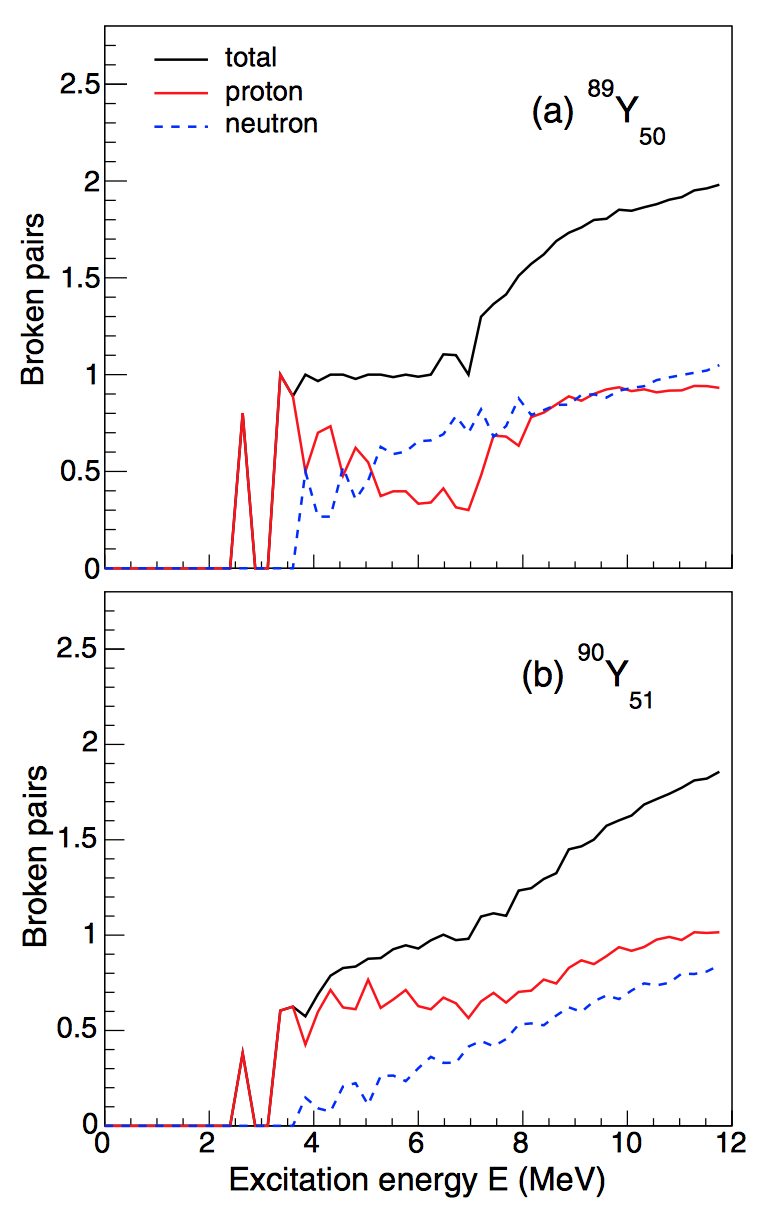 total
proton
neutron
(a) ⁸⁹Y₅₀
2.5
2
1.5
1
0.5
0
Broken pairs
(b) ⁹⁰Y₅₁
2.5
2
1.5
1
0.5
0
Broken pairs
0 2 4 6 8 10 12
Excitation energy E (MeV)